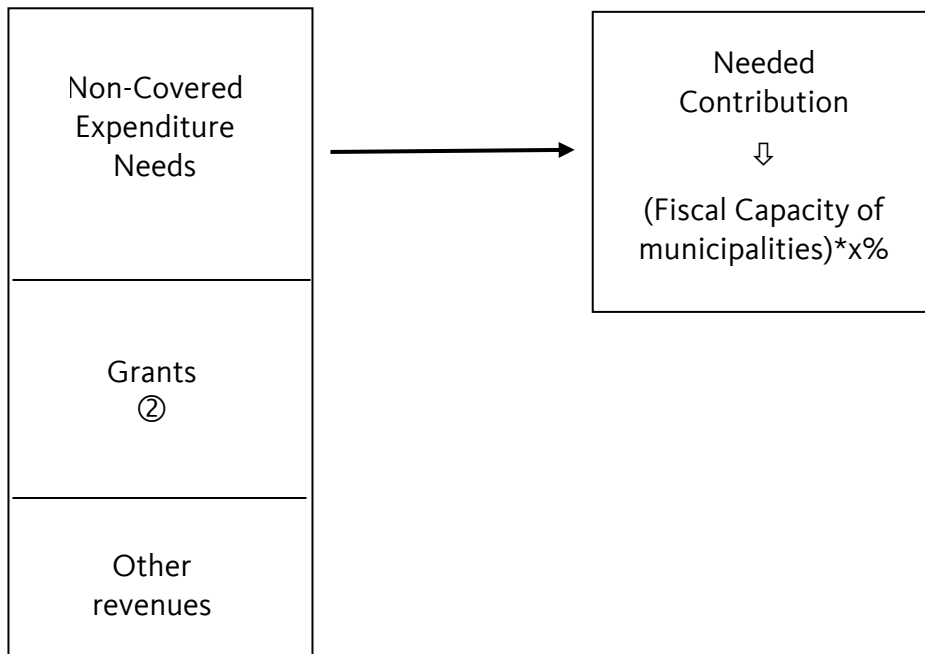 Non-Covered
Expenditure
Needs
Grants
②
Other
revenues
Needed
Contribution
⇩
(Fiscal Capacity of
municipalities)*x%